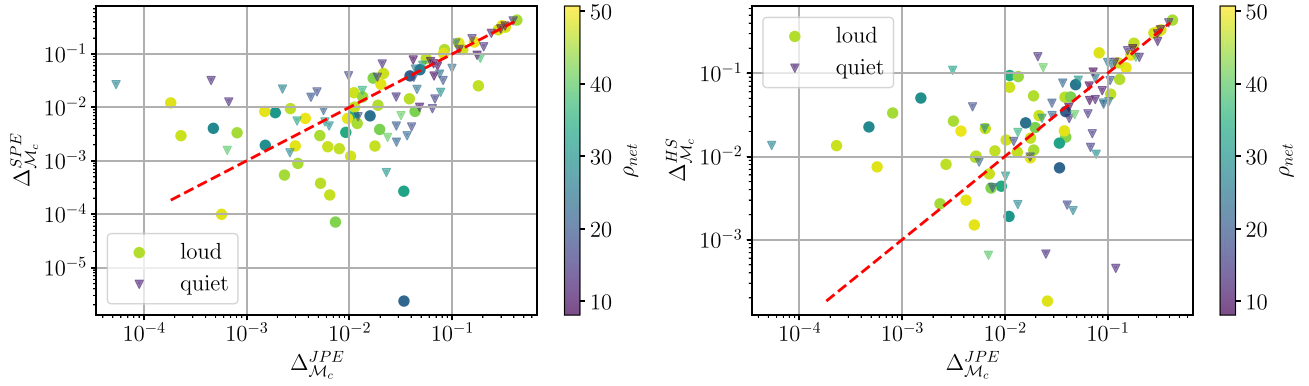 10⁻¹
10⁻²
10⁻³
10⁻⁴
10⁻⁵
Δ^{SPE}_{ℳ_c}
loud
quiet
10⁻⁴ 10⁻³ 10⁻² 10⁻¹
Δ^{JPE}_{ℳ_c}
50
40
30
20
10
ρ_{net}
10⁻¹
10⁻²
10⁻³
Δ^{HS}_{ℳ_c}
loud
quiet
10⁻⁴ 10⁻³ 10⁻² 10⁻¹
Δ^{JPE}_{ℳ_c}
50
40
30
20
10
ρ_{net}